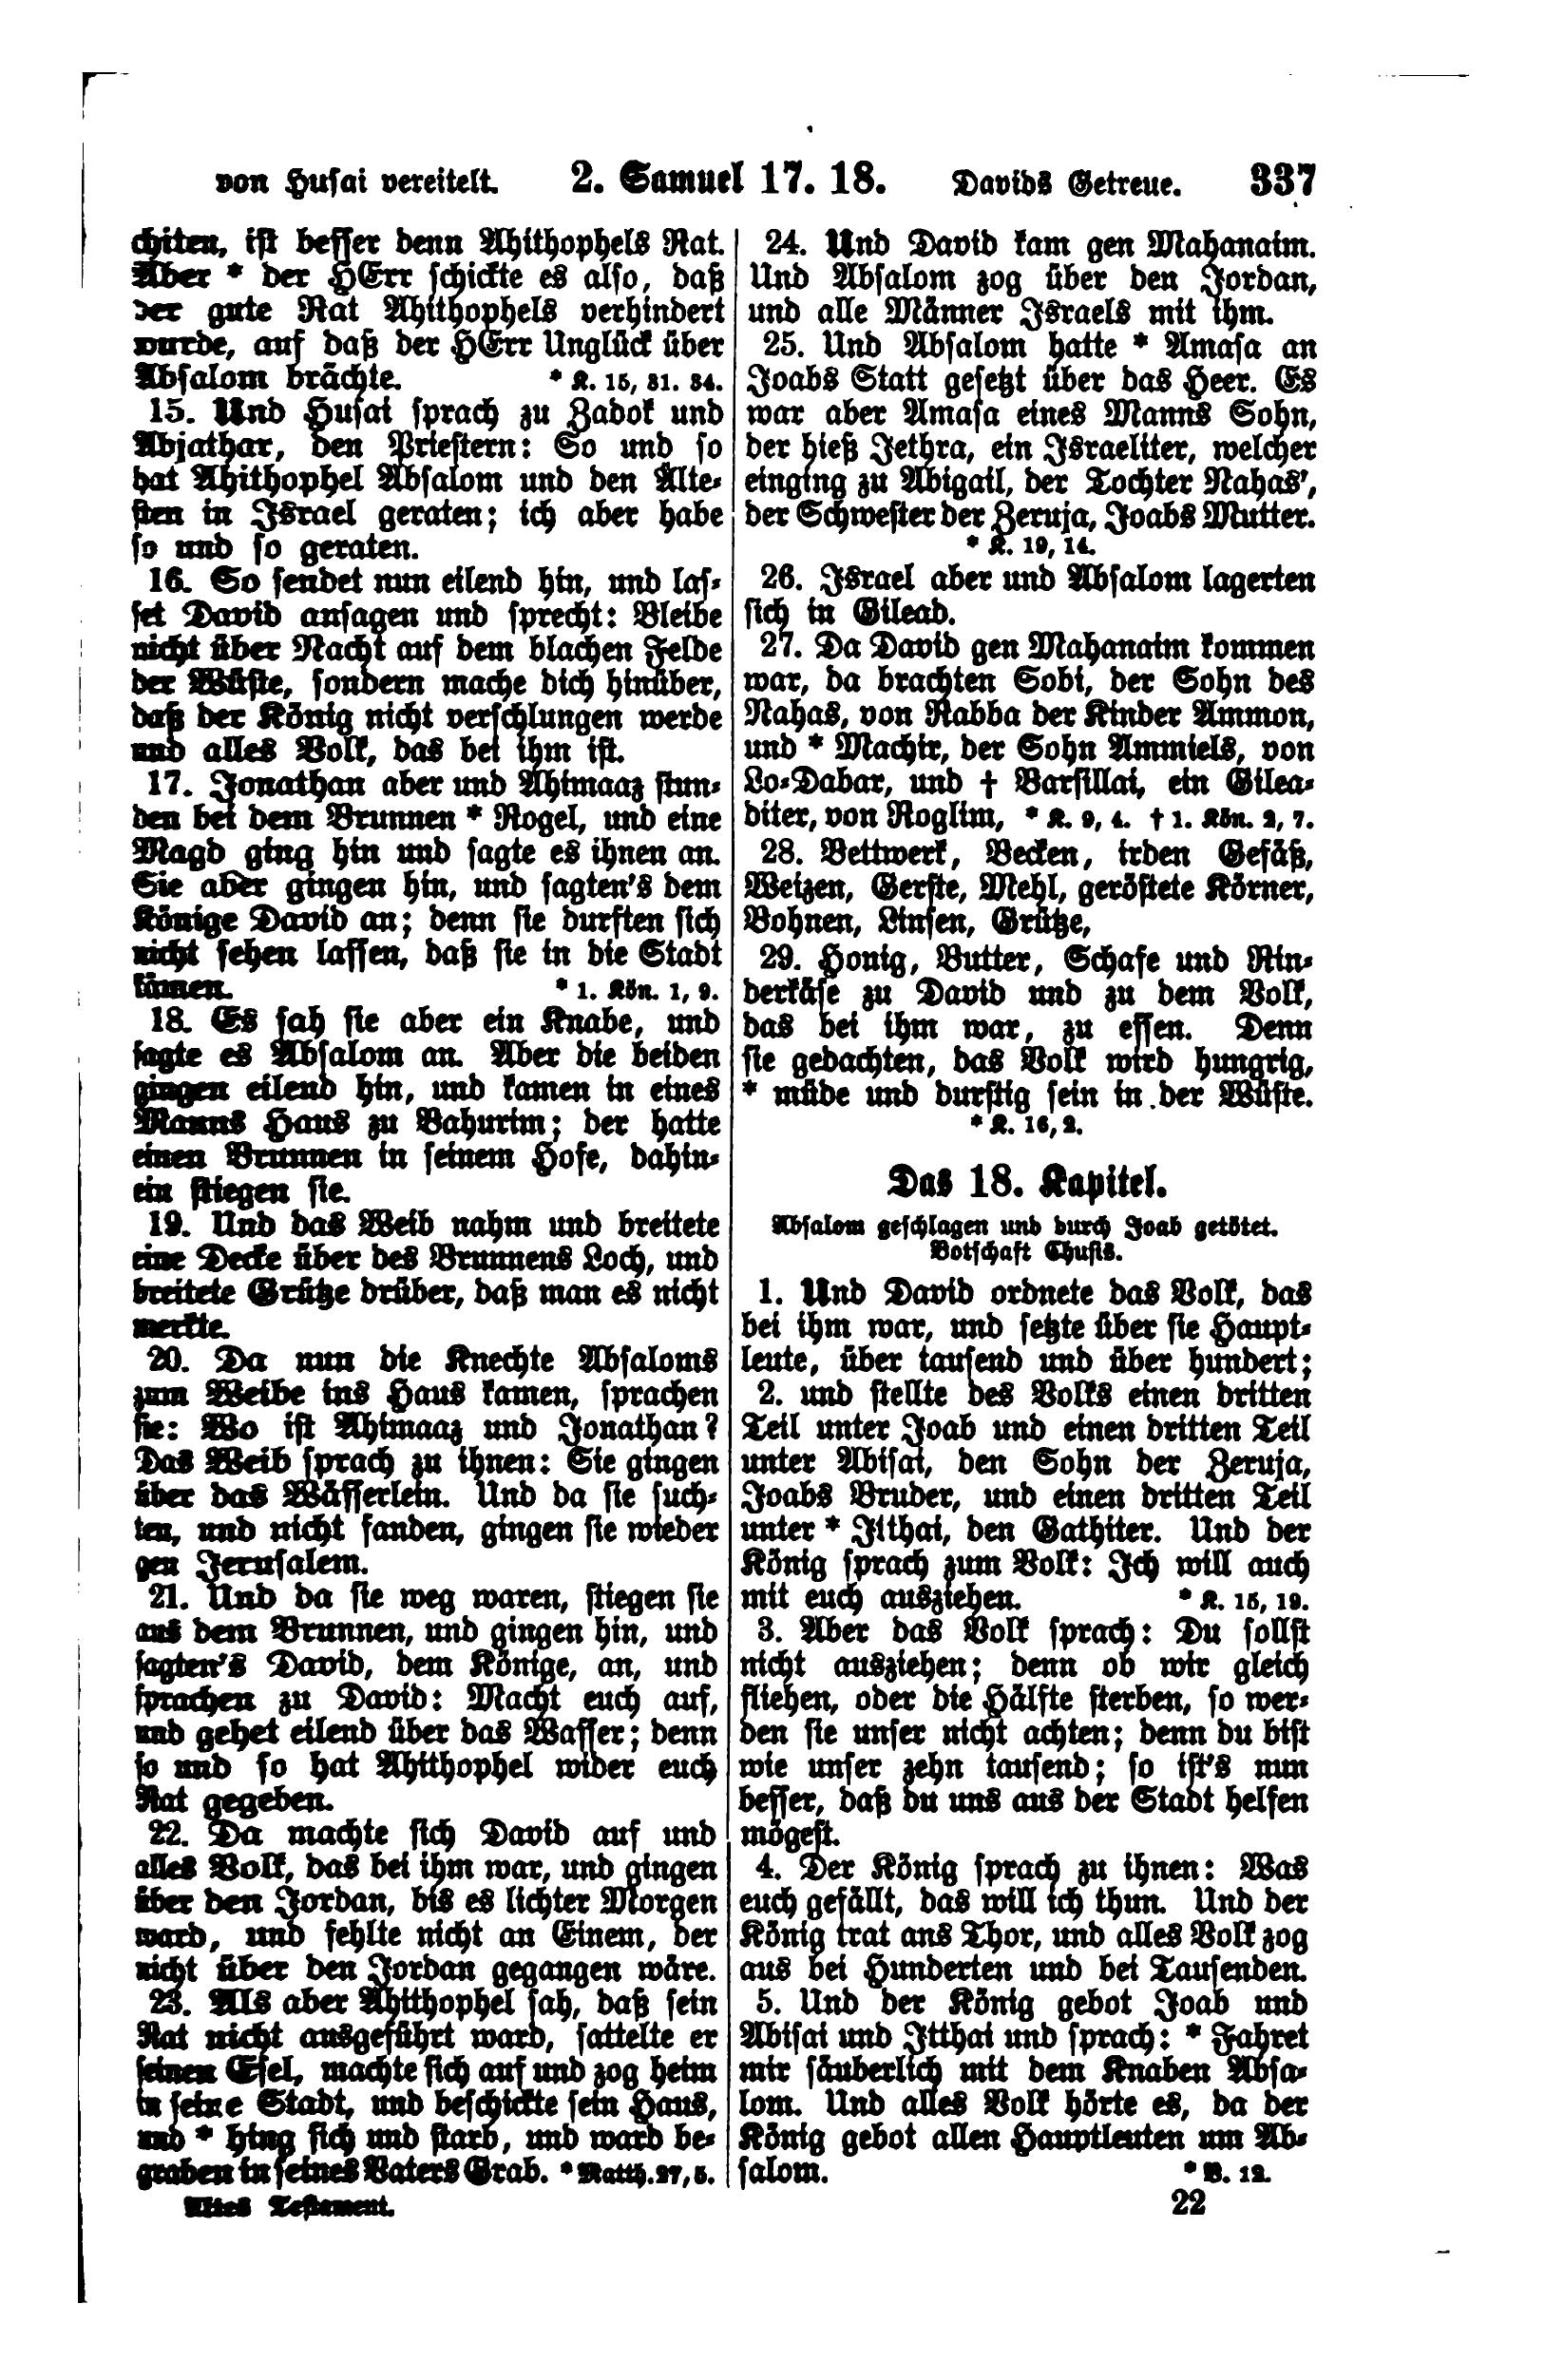 von Husai vereitelt. 2. Samuel 17. 18. Davids Getreue. 337
chiten, ist besser denn Ahithophels Rat.
Aber * der HErr schickte es also, daß
der gute Rat Ahithophels verhindert
wurde, auf daß der HErr Unglück über
Absalom brächte. * K. 15, 31. 34.
15. Und Husai sprach zu Zadok und
Abjathar, den Priestern: So und so
hat Ahithophel Absalom und den Älte-
sten in Israel geraten; ich aber habe
so und so geraten.
16. So sendet nun eilend hin, und las-
set David ansagen und sprecht: Bleibe
nicht über Nacht auf dem blachen Felde
der Wüste, sondern mache dich hinüber,
daß der König nicht verschlungen werde
und alles Volk, das bei ihm ist.
17. Jonathan aber und Ahimaaz stun-
den bei dem Brunnen * Rogel, und eine
Magd ging hin und sagte es ihnen an.
Sie aber gingen hin, und sagten's dem
Könige David an; denn sie durften sich
nicht sehen lassen, daß sie in die Stadt
kämen. * 1. Kön. 1, 9.
18. Es sah sie aber ein Knabe, und
sagte es Absalom an. Aber die beiden
gingen eilend hin, und kamen in eines
Manns Haus zu Bahurim; der hatte
einen Brunnen in seinem Hofe, dahin-
ein stiegen sie.
19. Und das Weib nahm und breitete
eine Decke über des Brunnens Loch, und
breitete Grütze drüber, daß man es nicht
merkte.
20. Da nun die Knechte Absaloms
zum Weibe ins Haus kamen, sprachen
sie: Wo ist Ahimaaz und Jonathan?
Das Weib sprach zu ihnen: Sie gingen
über das Wässerlein. Und da sie such-
ten, und nicht fanden, gingen sie wieder
gen Jerusalem.
21. Und da sie weg waren, stiegen sie
aus dem Brunnen, und gingen hin, und
sagten's David, dem Könige, an, und
sprachen zu David: Macht euch auf,
und gehet eilend über das Wasser; denn
so und so hat Ahithophel wider euch
Rat gegeben.
22. Da machte sich David auf und
alles Volk, das bei ihm war, und gingen
über den Jordan, bis es lichter Morgen
ward, und fehlte nicht an Einem, der
nicht über den Jordan gegangen wäre.
23. Als aber Ahithophel sah, daß sein
Rat nicht ausgeführt ward, sattelte er
seinen Esel, machte sich auf und zog heim
in seine Stadt, und beschickte sein Haus,
und * hing sich und starb, und ward be-
graben in seines Vaters Grab. * Matth. 27, 5.
Altes Testament.
24. Und David kam gen Mahanaim.
Und Absalom zog über den Jordan,
und alle Männer Israels mit ihm.
25. Und Absalom hatte * Amasa an
Joabs Statt gesetzt über das Heer. Es
war aber Amasa eines Manns Sohn,
der hieß Jethra, ein Israeliter, welcher
einging zu Abigail, der Tochter Nahas',
der Schwester der Zeruja, Joabs Mutter.
* K. 19, 14.
26. Israel aber und Absalom lagerten
sich in Gilead.
27. Da David gen Mahanaim kommen
war, da brachten Sobi, der Sohn des
Nahas, von Rabba der Kinder Ammon,
und * Machir, der Sohn Ammiels, von
Lo-Dabar, und † Barsillai, ein Gilea-
diter, von Roglim, * K. 9, 4. † 1. Kön. 2, 7.
28. Bettwerk, Becken, irden Gefäß,
Weizen, Gerste, Mehl, geröstete Körner,
Bohnen, Linsen, Grütze,
29. Honig, Butter, Schafe und Rin-
derkäse zu David und zu dem Volk,
das bei ihm war, zu essen. Denn
sie gedachten, das Volk wird hungrig,
* müde und durstig sein in der Wüste.
* K. 16, 2.
Das 18. Kapitel.
Absalom geschlagen und durch Joab getötet.
Botschaft Chusis.
1. Und David ordnete das Volk, das
bei ihm war, und setzte über sie Haupt-
leute, über tausend und über hundert;
2. und stellte des Volks einen dritten
Teil unter Joab und einen dritten Teil
unter Abisai, den Sohn der Zeruja,
Joabs Bruder, und einen dritten Teil
unter * Itthai, den Gathiter. Und der
König sprach zum Volk: Ich will auch
mit euch ausziehen. * K. 15, 19.
3. Aber das Volk sprach: Du sollst
nicht ausziehen; denn ob wir gleich
fliehen, oder die Hälfte sterben, so wer-
den sie unser nicht achten; denn du bist
wie unser zehn tausend; so ist's nun
besser, daß du uns aus der Stadt helfen
mögest.
4. Der König sprach zu ihnen: Was
euch gefällt, das will ich thun. Und der
König trat ans Thor, und alles Volk zog
aus bei Hunderten und bei Tausenden.
5. Und der König gebot Joab und
Abisai und Itthai und sprach: * Fahret
mir säuberlich mit dem Knaben Absa-
lom. Und alles Volk hörte es, da der
König gebot allen Hauptleuten um Ab-
salom. * V. 12.
22